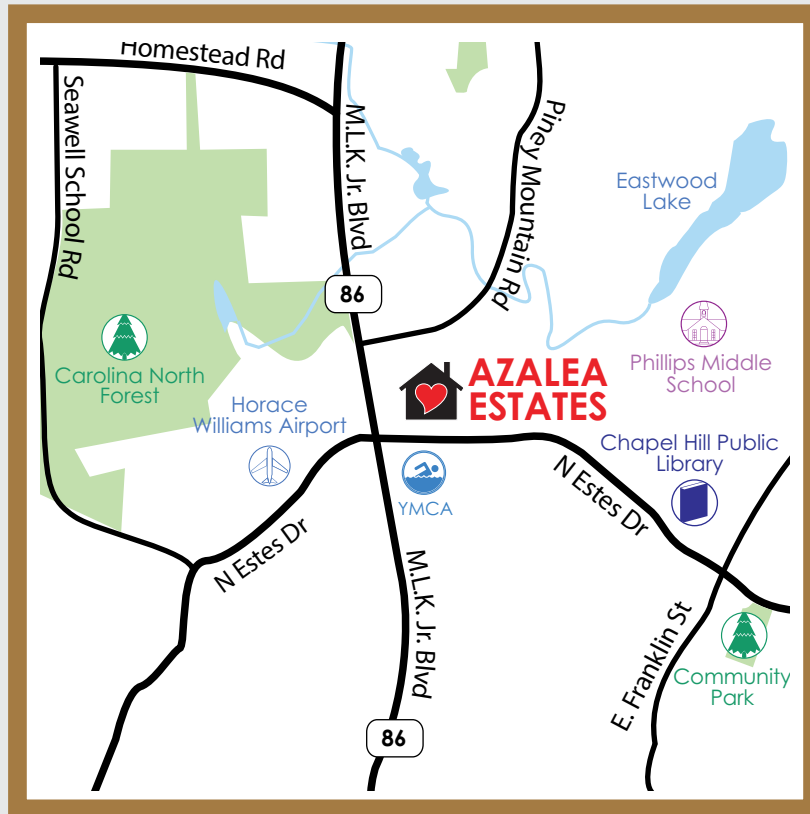 Homestead Rd
Seawell School Rd
M.L.K. Jr. Blvd
Piney Mountain Rd
Eastwood
Lake
86
Carolina North
Forest
Phillips Middle
School
AZALEA
ESTATES
Horace
Williams Airport
Chapel Hill Public
Library
YMCA
N Estes Dr
N Estes Dr
M.L.K. Jr. Blvd
E. Franklin St
Community
Park
86